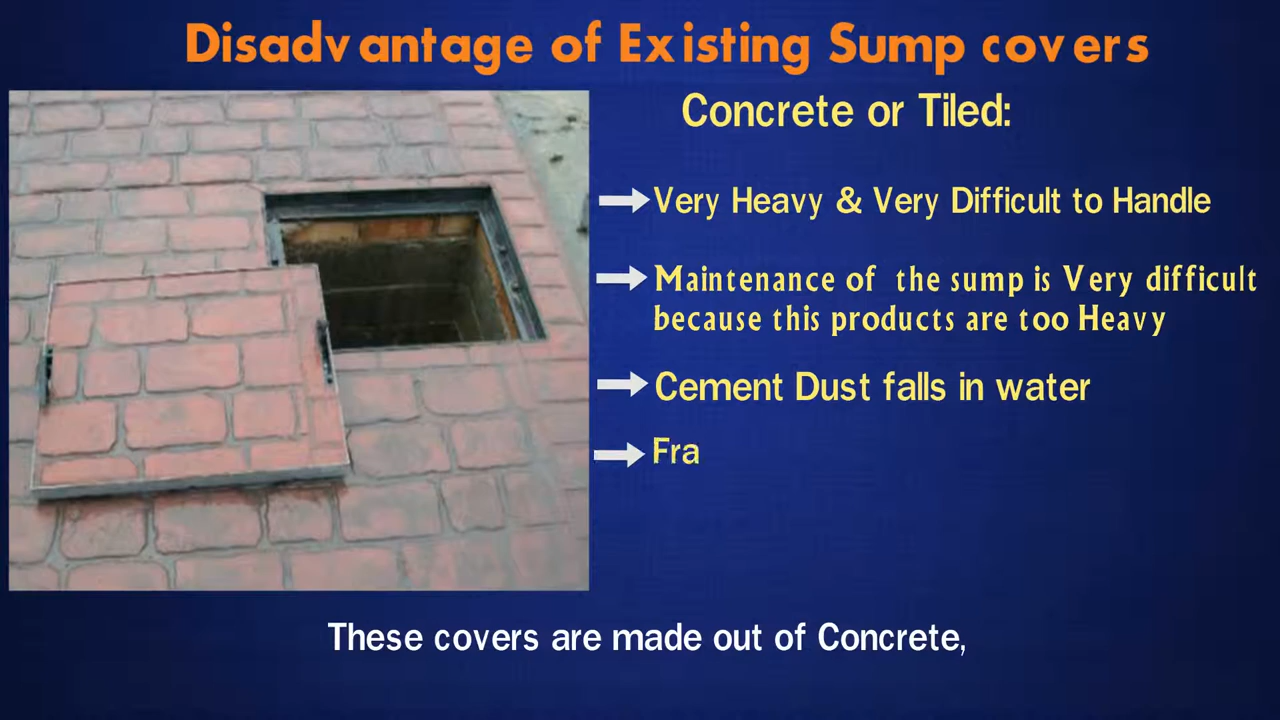 Disadvantage of Existing Sump covers
Concrete or Tiled:
Very Heavy & Very Difficult to Handle
Maintenance of the sump is Very difficult
because this products are too Heavy
Cement Dust falls in water
Fra
These covers are made out of Concrete,